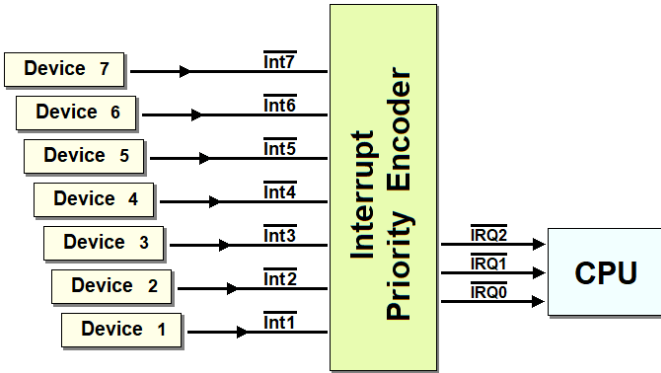 Device 7
Int7
Device 6
Int6
Device 5
Int5
Device 4
Int4
Device 3
Int3
Device 2
Int2
Device 1
Int1
Interrupt
Priority Encoder
IRQ2
IRQ1
IRQ0
CPU